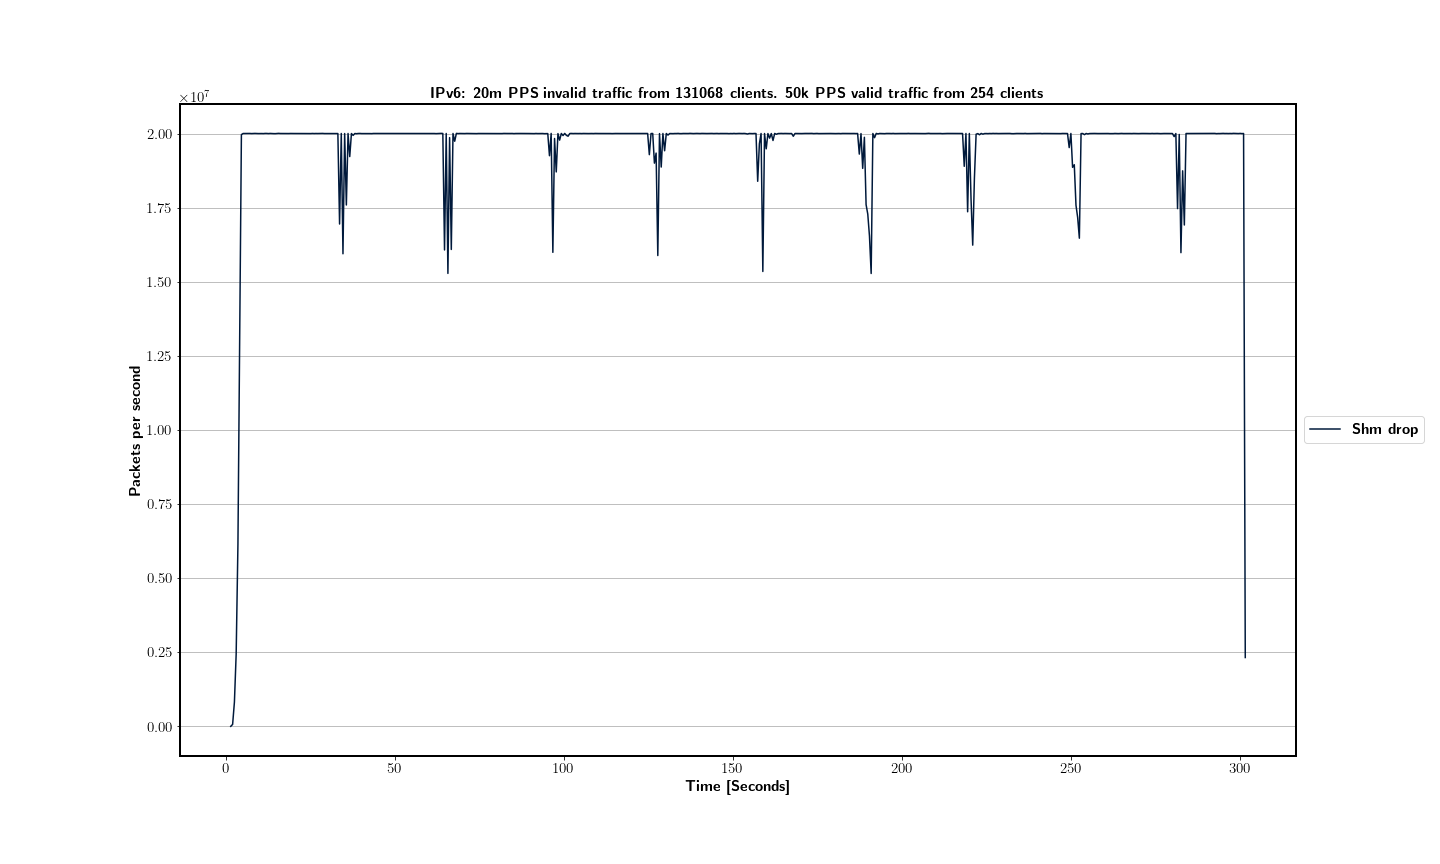 IPv6: 20m PPS invalid traffic from 131068 clients. 50k PPS valid traffic from 254 clients
×10⁷
2.00
1.75
1.50
1.25
1.00
0.75
0.50
0.25
0.00
Packets per second
0 50 100 150 200 250 300
Time [Seconds]
Shm drop